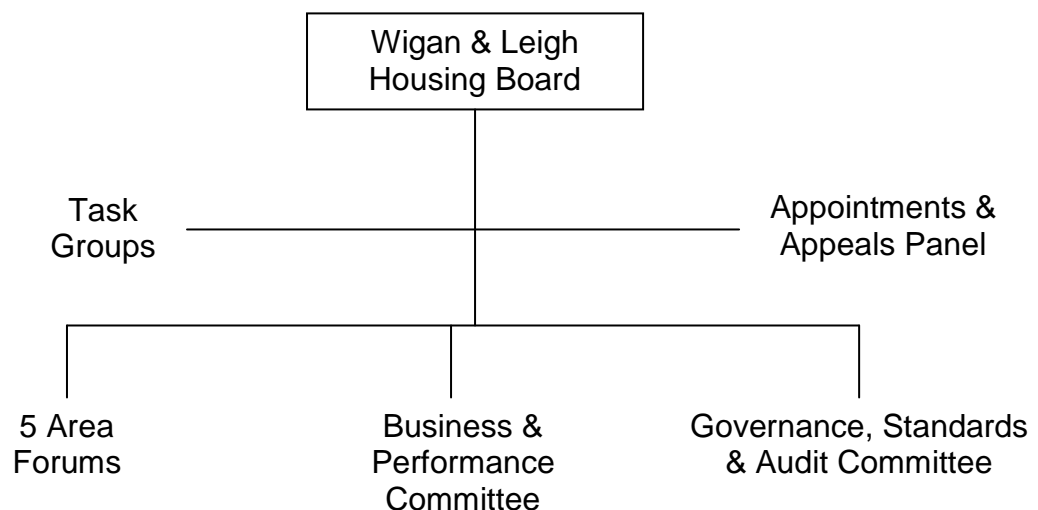 Wigan & Leigh
Housing Board
Task
Groups
Appointments &
Appeals Panel
5 Area
Forums
Business &
Performance
Committee
Governance, Standards
& Audit Committee